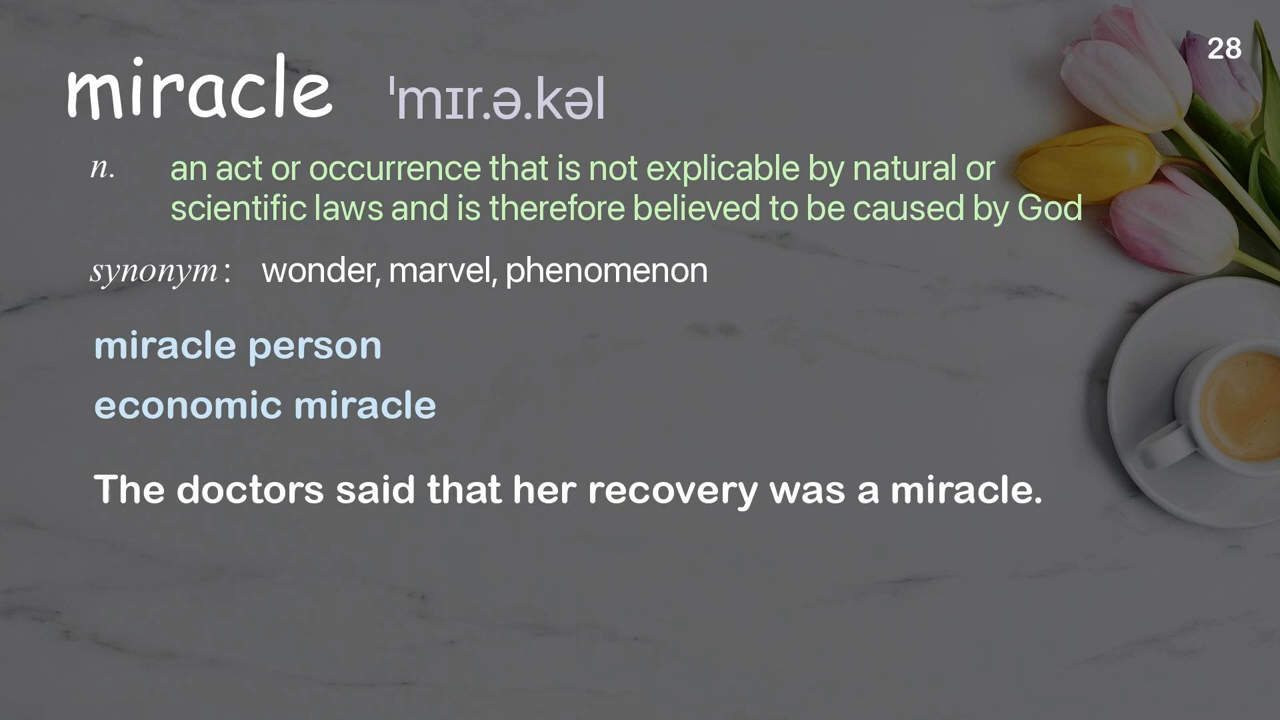 28
miracle ˈmɪr.ə.kəl
n. an act or occurrence that is not explicable by natural or
scientific laws and is therefore believed to be caused by God
synonym: wonder, marvel, phenomenon
miracle person
economic miracle
The doctors said that her recovery was a miracle.